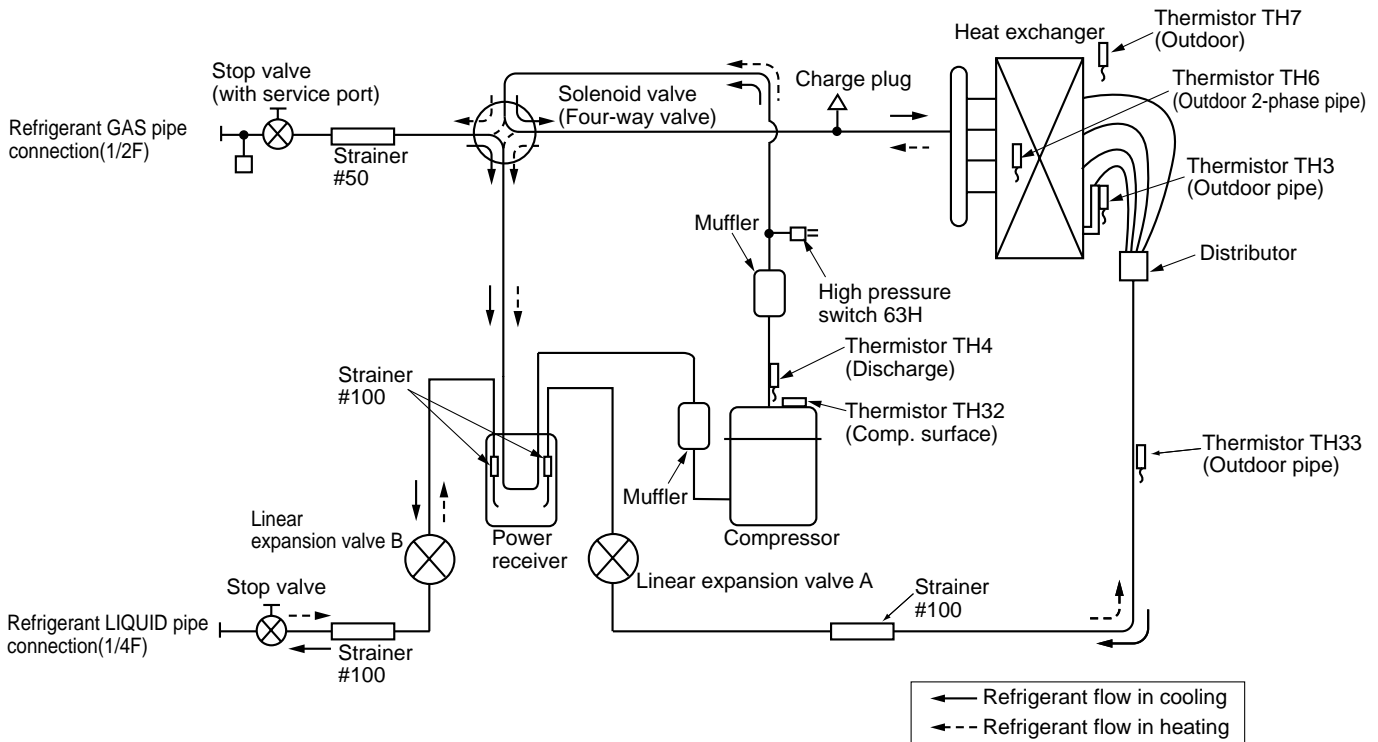 Heat exchanger
Thermistor TH7
(Outdoor)
Stop valve
(with service port)
Charge plug
Thermistor TH6
(Outdoor 2-phase pipe)
Refrigerant GAS pipe
connection(1/2F)
Solenoid valve
(Four-way valve)
Strainer
#50
Thermistor TH3
(Outdoor pipe)
Muffler
Distributor
High pressure
switch 63H
Thermistor TH4
(Discharge)
Strainer
#100
Thermistor TH32
(Comp. surface)
Thermistor TH33
(Outdoor pipe)
Muffler
Linear
expansion valve B
Power
receiver
Compressor
Linear expansion valve A
Stop valve
Strainer
#100
Refrigerant LIQUID pipe
connection(1/4F)
Strainer
#100
Refrigerant flow in cooling
Refrigerant flow in heating